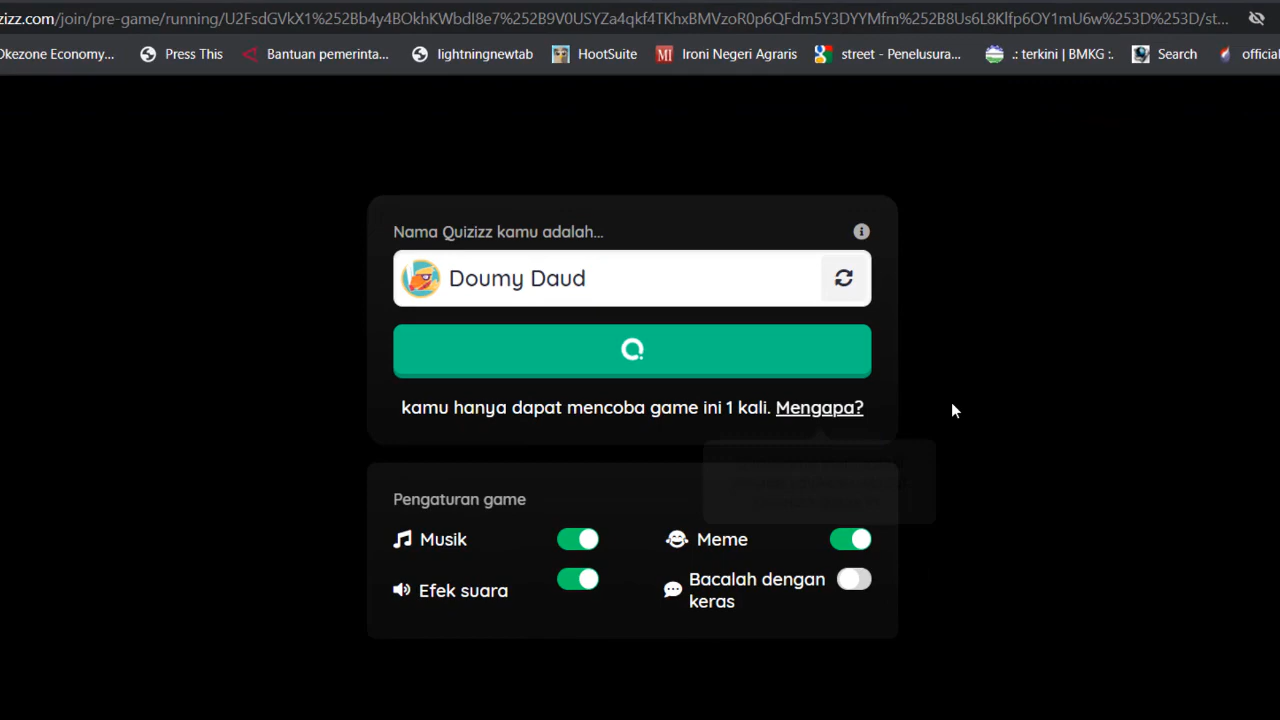 zizz.com/join/pre-game/running/U2FsdGVkX1%252Bb4y4BOkhKWbdI8e7%252B9V0USYZa4qkf4TKhxBMVzoR0p6QFdm5Y3DYYMfm%252B8Us6L8Klfp6OY1mU6w%253D%253D/st...
Okezone Economy... Press This Bantuan pemerinta... lightningnewtab HootSuite MI Ironi Negeri Agraris street - Penelusura... .: terkini | BMKG :. Search official
Nama Quizizz kamu adalah...
Doumy Daud
kamu hanya dapat mencoba game ini 1 kali. Mengapa?
Pengaturan game
Musik Meme
Efek suara Bacalah dengan
keras